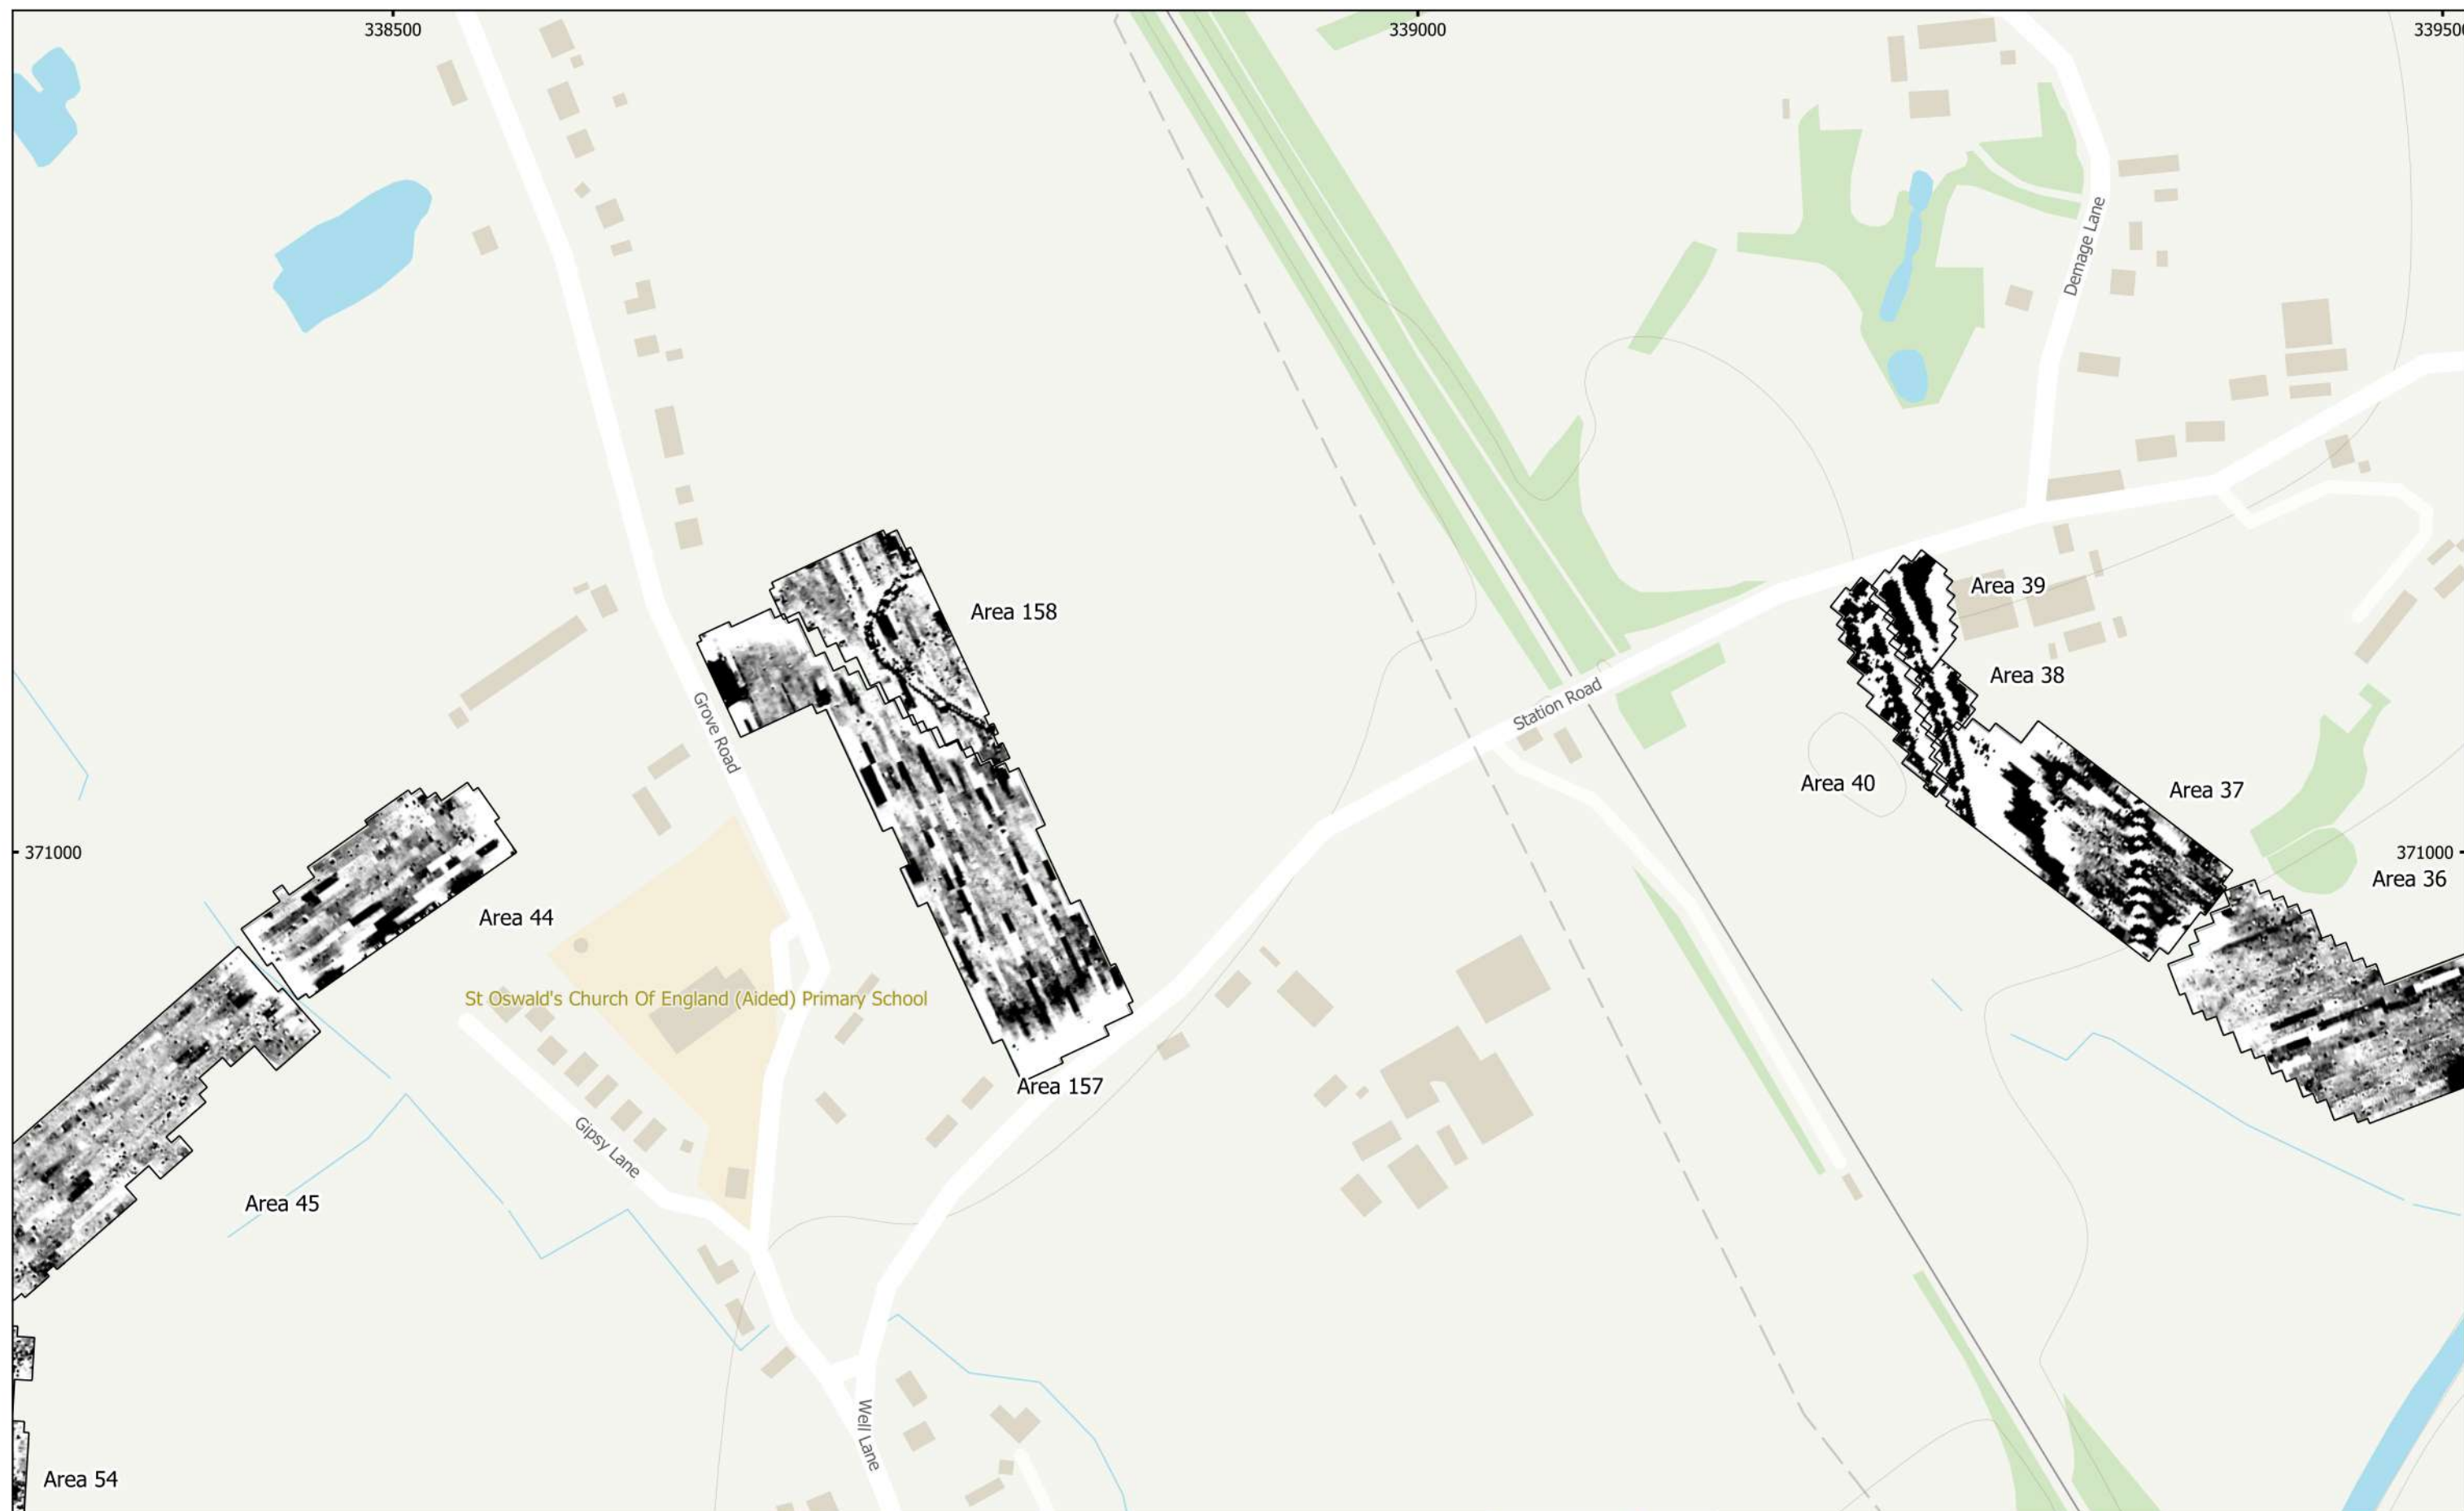 338500
339000
33950
Demage Lane
Area 39
Area 158
Area 38
Grove Road
Station Road
Area 40
Area 37
371000
371000
Area 36
Area 44
St Oswald's Church Of England (Aided) Primary School
Area 157
Gipsy Lane
Area 45
Well Lane
Area 54